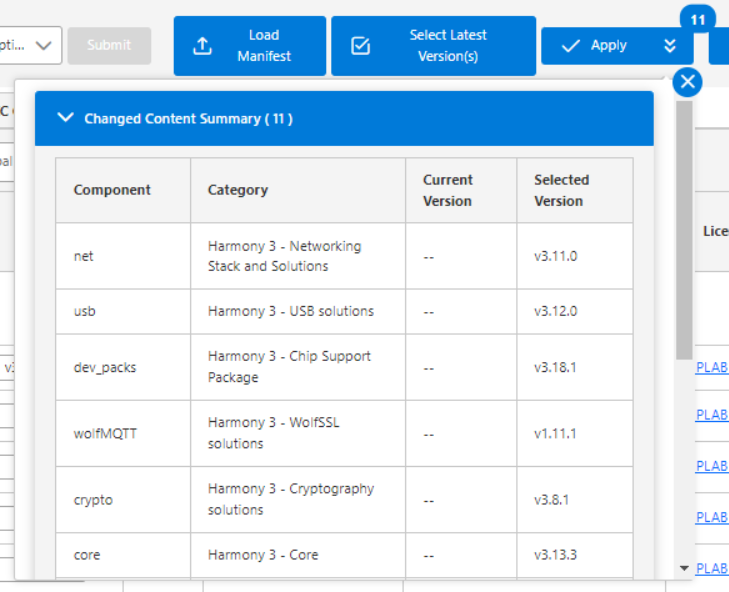 11
pti...
Submit
Load
Manifest
Select Latest
Version(s)
Apply
Changed Content Summary ( 11 )
Component
Category
Current
Version
Selected
Version
Lice
net
Harmony 3 - Networking
Stack and Solutions
--
v3.11.0
usb
Harmony 3 - USB solutions
--
v3.12.0
dev_packs
Harmony 3 - Chip Support
Package
--
v3.18.1
PLAB
wolfMQTT
Harmony 3 - WolfSSL
solutions
--
v1.11.1
PLAB
PLAB
crypto
Harmony 3 - Cryptography
solutions
--
v3.8.1
PLAB
core
Harmony 3 - Core
--
v3.13.3
PLAB